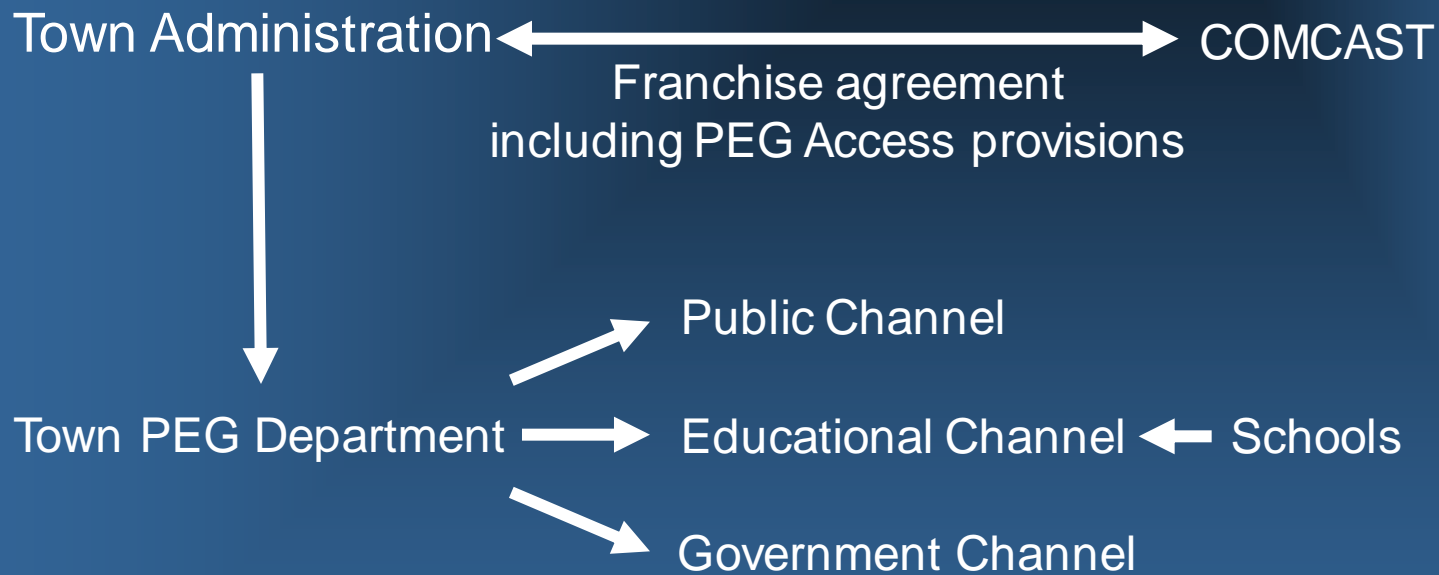 Town Administration
COMCAST
Franchise agreement
including PEG Access provisions
Public Channel
Town PEG Department
Educational Channel
Schools
Government Channel